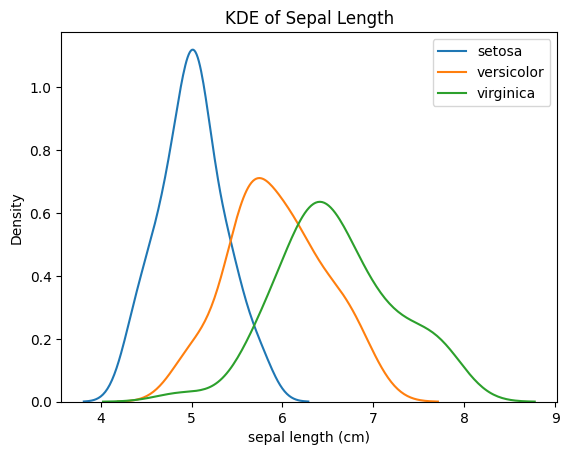 KDE of Sepal Length
setosa
versicolor
virginica
Density
1.0
0.8
0.6
0.4
0.2
0.0
4 5 6 7 8 9
sepal length (cm)